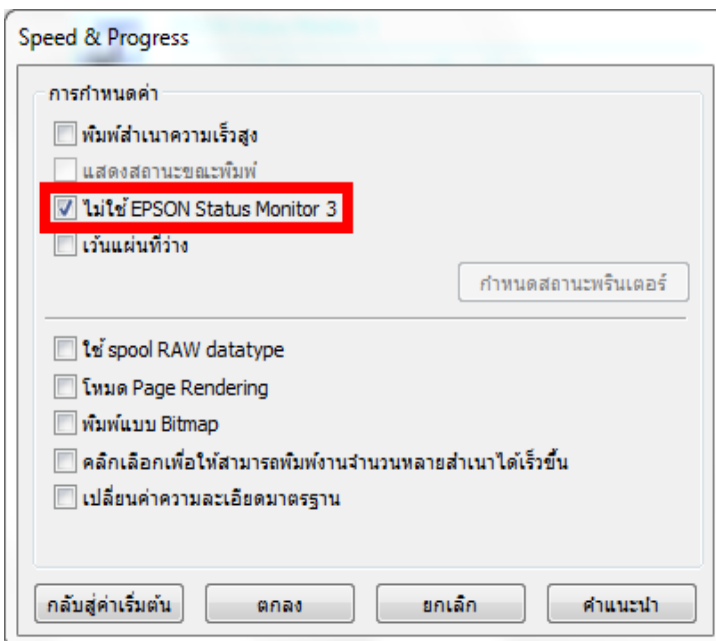 Speed & Progress
การกำหนดค่า
พิมพ์สำเนาความเร็วสูง
แสดงสถานะขณะพิมพ์
ไม่ใช้ EPSON Status Monitor 3
เว้นแผ่นที่ว่าง
กำหนดสถานะพรินเตอร์
ใช้ spool RAW datatype
โหมด Page Rendering
พิมพ์แบบ Bitmap
คลิกเลือกเพื่อให้สามารถพิมพ์งานจำนวนหลายสำเนาได้เร็วขึ้น
เปลี่ยนค่าความละเอียดมาตรฐาน
กลับสู่ค่าเริ่มต้น ตกลง ยกเลิก คำแนะนำ